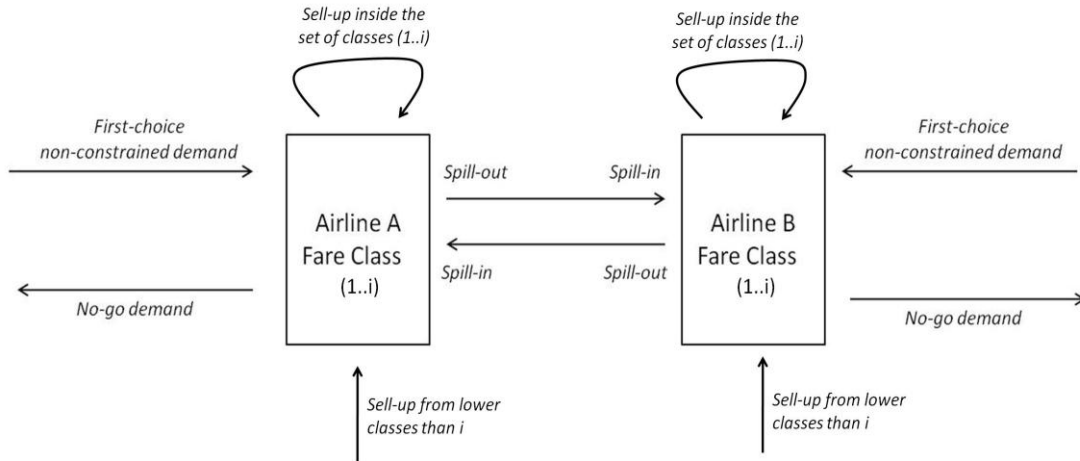 Sell-up inside the
set of classes (1..i)
Sell-up inside the
set of classes (1..i)
First-choice
non-constrained demand
First-choice
non-constrained demand
Spill-out
Spill-in
Airline A
Fare Class
(1..i)
Airline B
Fare Class
(1..i)
Spill-in
Spill-out
No-go demand
No-go demand
Sell-up from lower
classes than i
Sell-up from lower
classes than i